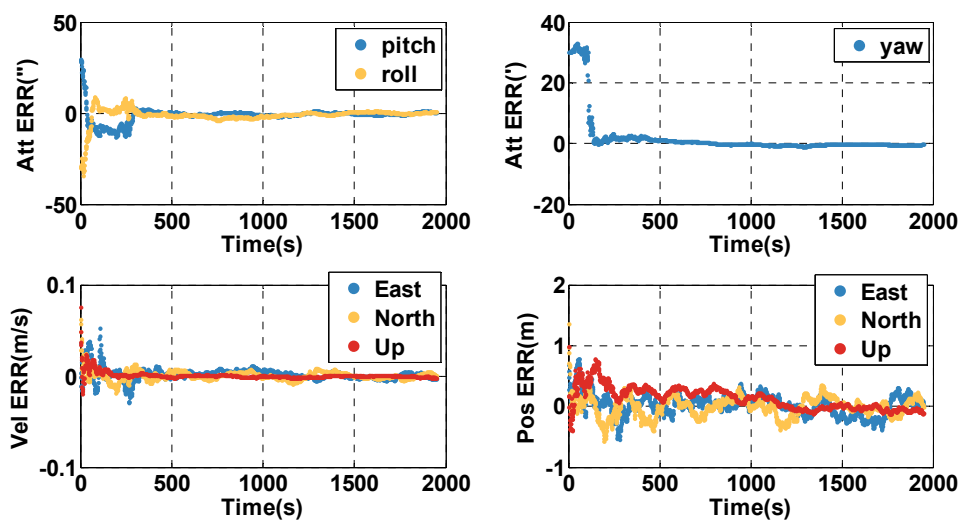 50
0
-50
Att ERR('')
pitch
roll
0 500 1000 1500 2000
Time(s)
40
20
0
-20
Att ERR(')
yaw
0 500 1000 1500 2000
Time(s)
0.1
0
-0.1
Vel ERR(m/s)
East
North
Up
0 500 1000 1500 2000
Time(s)
2
1
0
-1
Pos ERR(m)
East
North
Up
0 500 1000 1500 2000
Time(s)